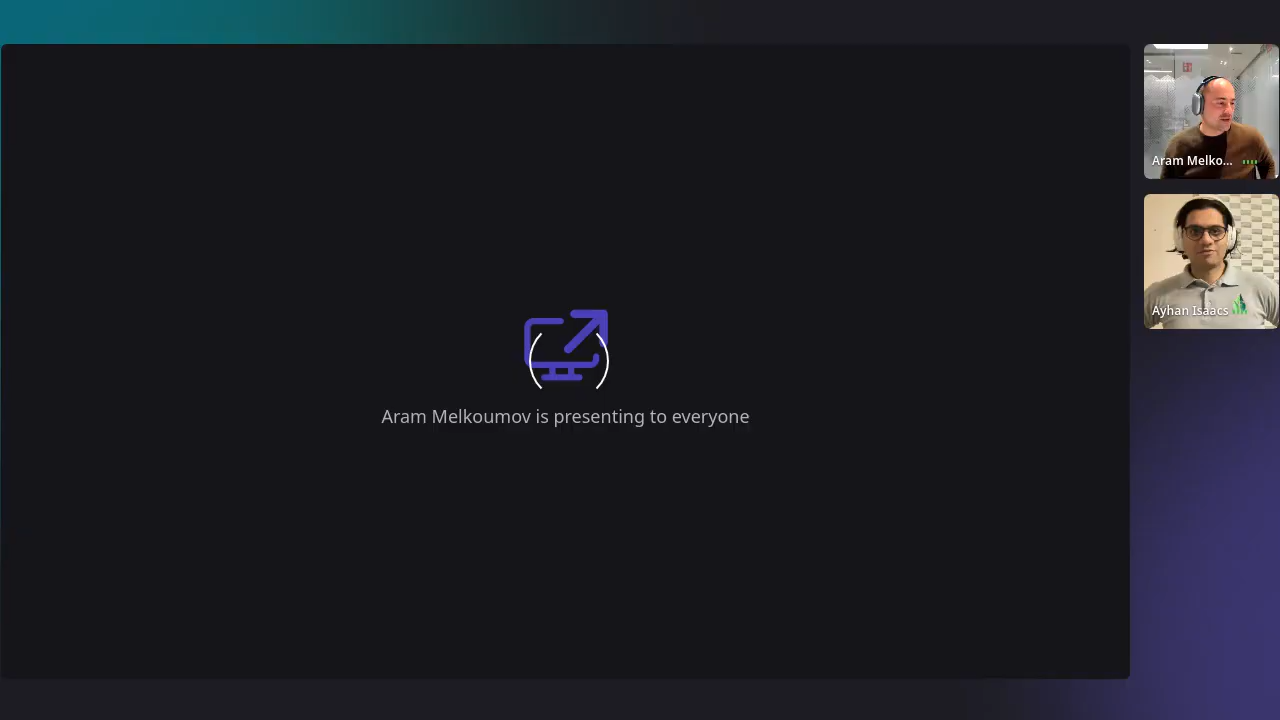 Aram Melko...
Ayhan Isaacs
Aram Melkoumov is presenting to everyone